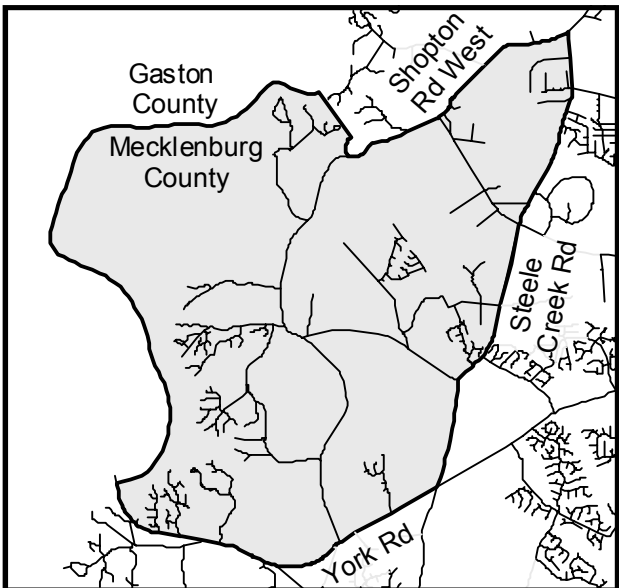 Gaston
County
Mecklenburg
County
Shopton
Rd West
Steele
Creek Rd
York Rd